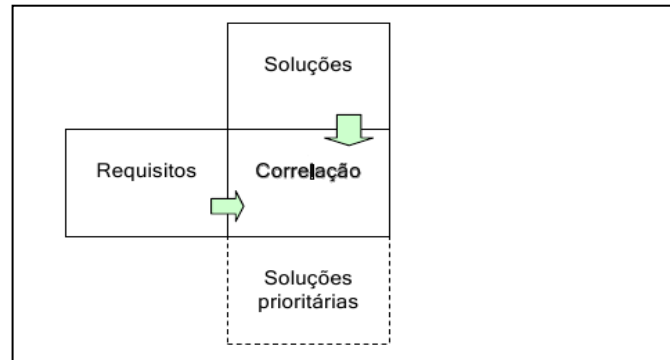 Soluções
Requisitos
Correlação
Soluções
prioritárias